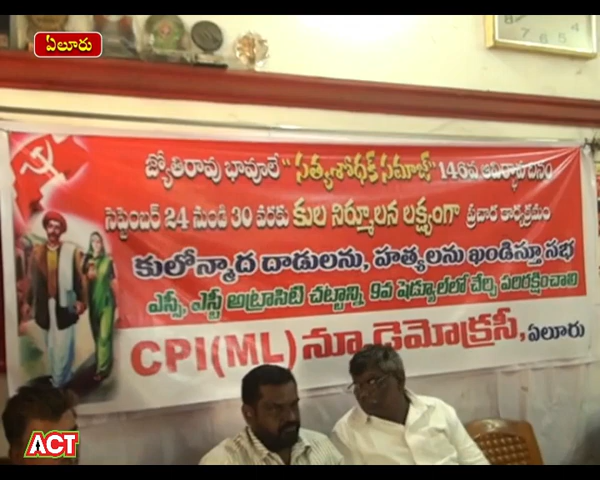 ఏలూరు
జ్యోతిరావు భావూలే "సత్యశోధక్ సమాజ్" 146వ ఆవిర్భావదినం
సెప్టెంబర్ 24 నుండి 30 వరకు కుల నిర్మూలన లక్ష్యంగా ప్రచార కార్యక్రమం
కులోన్మాద దాడులను, హత్యలను ఖండిస్తూ సభ
ఎస్సీ, ఎస్టీ అట్రాసిటి చట్టాన్ని 9వ షెడ్యూల్‌లో చేర్చి పరిరక్షించాలి
CPI(ML) నూ డెమోక్రసీ, ఏలూరు
ACT